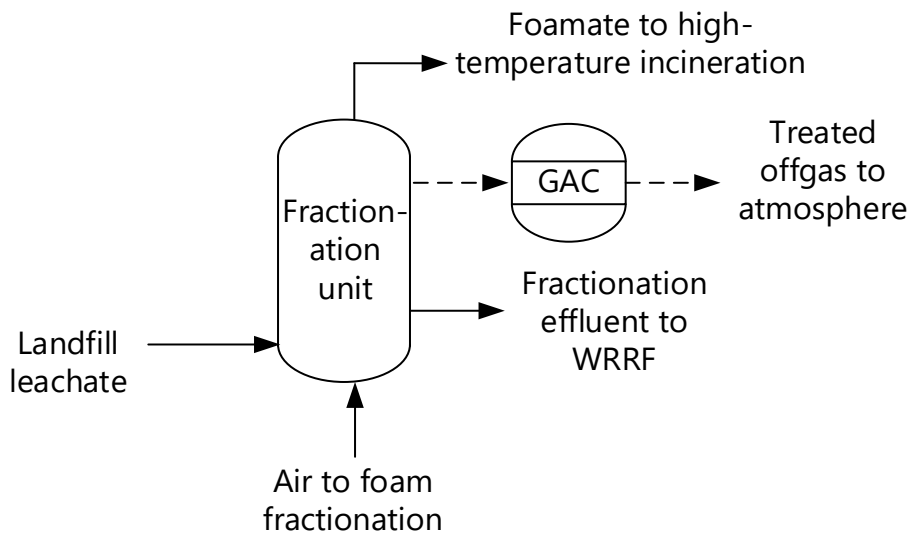 Foamate to high-
temperature incineration
GAC
Treated
offgas to
atmosphere
Fraction-
ation
unit
Fractionation
effluent to
WRRF
Landfill
leachate
Air to foam
fractionation